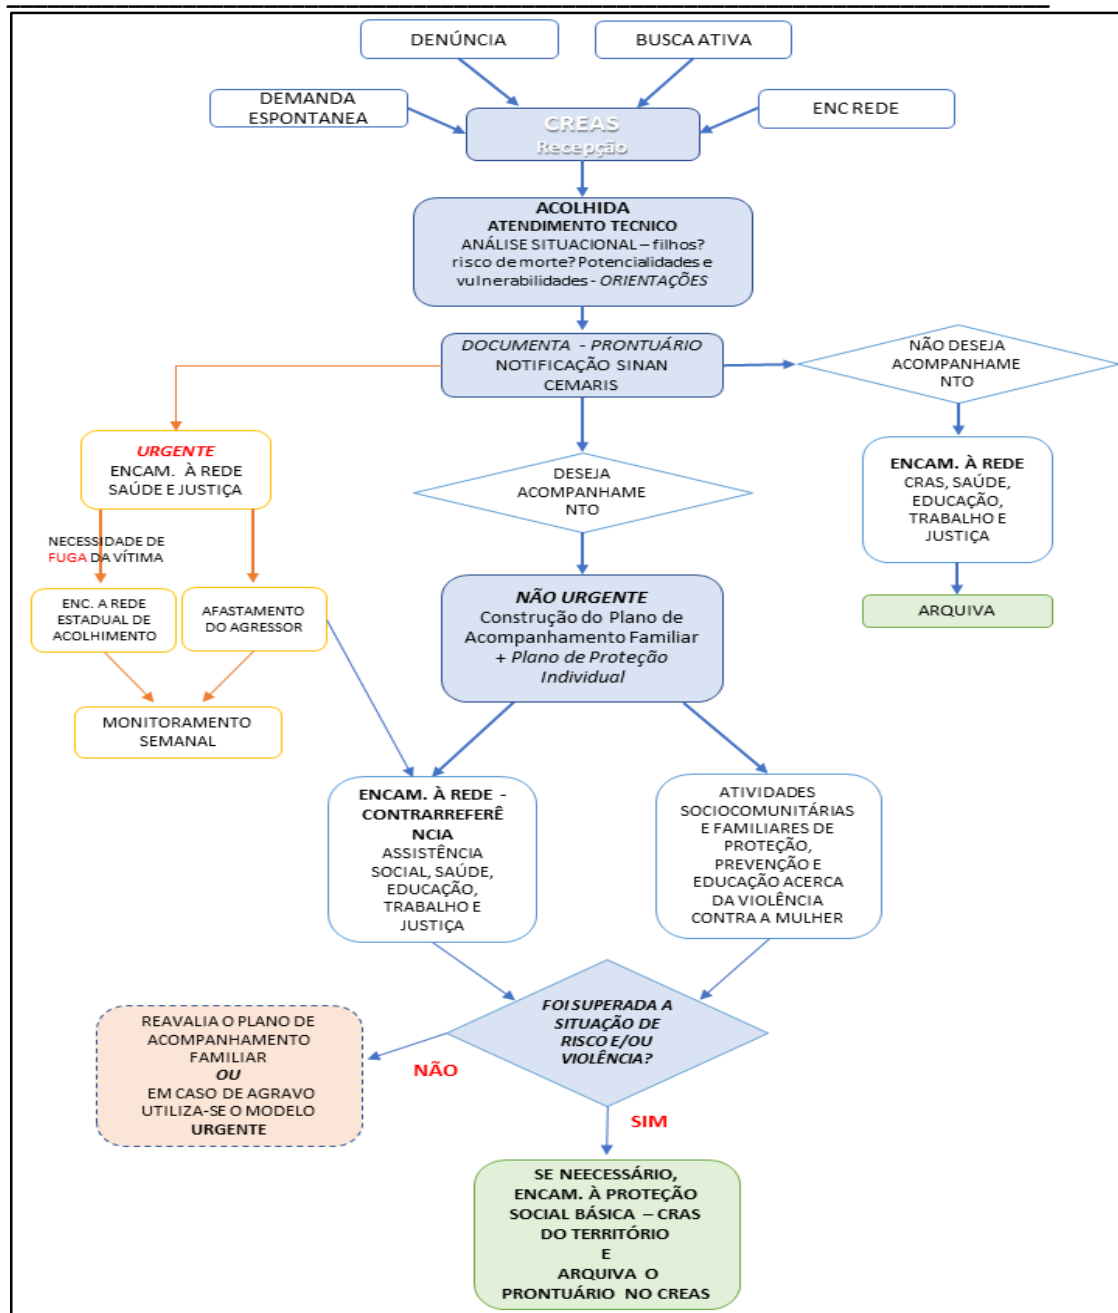 DENÚNCIA
BUSCA ATIVA
DEMANDA
ESPONTANEA
ENC REDE
CREAS
Recepção
ACOLHIDA
ATENDIMENTO TECNICO
ANÁLISE SITUACIONAL – filhos?
risco de morte? Potencialidades e
vulnerabilidades - ORIENTAÇÕES
DOCUMENTA - PRONTUÁRIO
NOTIFICAÇÃO SINAN
CEMARIS
NÃO DESEJA
ACOMPANHAME
NTO
URGENTE
ENCAM. À REDE
SAÚDE E JUSTIÇA
DESEJA
ACOMPANHAME
NTO
ENCAM. À REDE
CRAS, SAÚDE,
EDUCAÇÃO,
TRABALHO E
JUSTIÇA
NECESSIDADE DE
FUGA DA VÍTIMA
ENC. A REDE
ESTADUAL DE
ACOLHIMENTO
AFASTAMENTO
DO AGRESSOR
NÃO URGENTE
Construção do Plano de
Acompanhamento Familiar
+ Plano de Proteção
Individual
ARQUIVA
MONITORAMENTO
SEMANAL
ENCAM. À REDE -
CONTRARREFERÊ
NCIA
ASSISTÊNCIA
SOCIAL, SAÚDE,
EDUCAÇÃO,
TRABALHO E
JUSTIÇA
ATIVIDADES
SOCIOCOMUNITÁRIAS
E FAMILIARES DE
PROTEÇÃO,
PREVENÇÃO E
EDUCAÇÃO ACERCA
DA VIOLÊNCIA
CONTRA A MULHER
FOI SUPERADA A
SITUAÇÃO DE
RISCO E/OU
VIOLÊNCIA?
REAVALIA O PLANO DE
ACOMPANHAMENTO
FAMILIAR
OU
EM CASO DE AGRAVO
UTILIZA-SE O MODELO
URGENTE
NÃO
SIM
SE NEECESSÁRIO,
ENCAM. À PROTEÇÃO
SOCIAL BÁSICA – CRAS
DO TERRITÓRIO
E
ARQUIVA O
PRONTUÁRIO NO CREAS